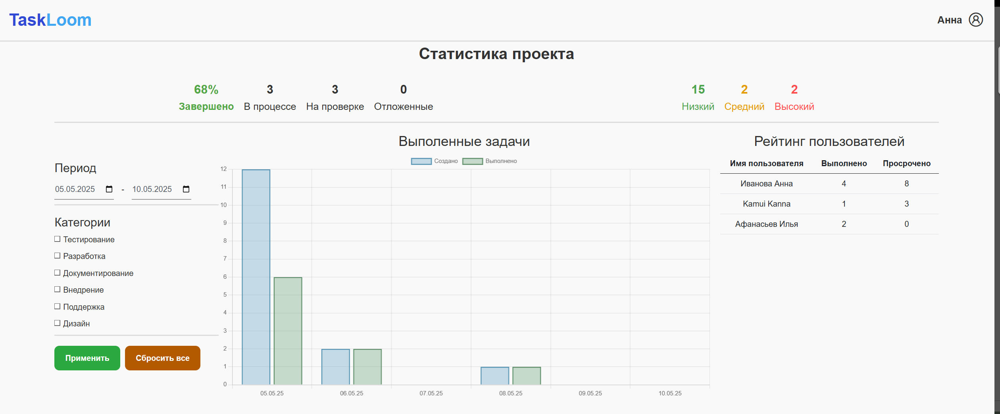 TaskLoom
Анна
Статистика проекта
68% 3 3 0
Завершено В процессе На проверке Отложенные
15 2 2
Низкий Средний Высокий
Период
05.05.2025 - 10.05.2025
Категории
Тестирование
Разработка
Документирование
Внедрение
Поддержка
Дизайн
Применить Сбросить все
Выполенные задачи
Создано Выполнено
12
11
10
9
8
7
6
5
4
3
2
1
0
05.05.25 06.05.25 07.05.25 08.05.25 09.05.25 10.05.25
Рейтинг пользователей
Имя пользователя Выполнено Просрочено
Иванова Анна 4 8
Kamui Kanna 1 3
Афанасьев Илья 2 0